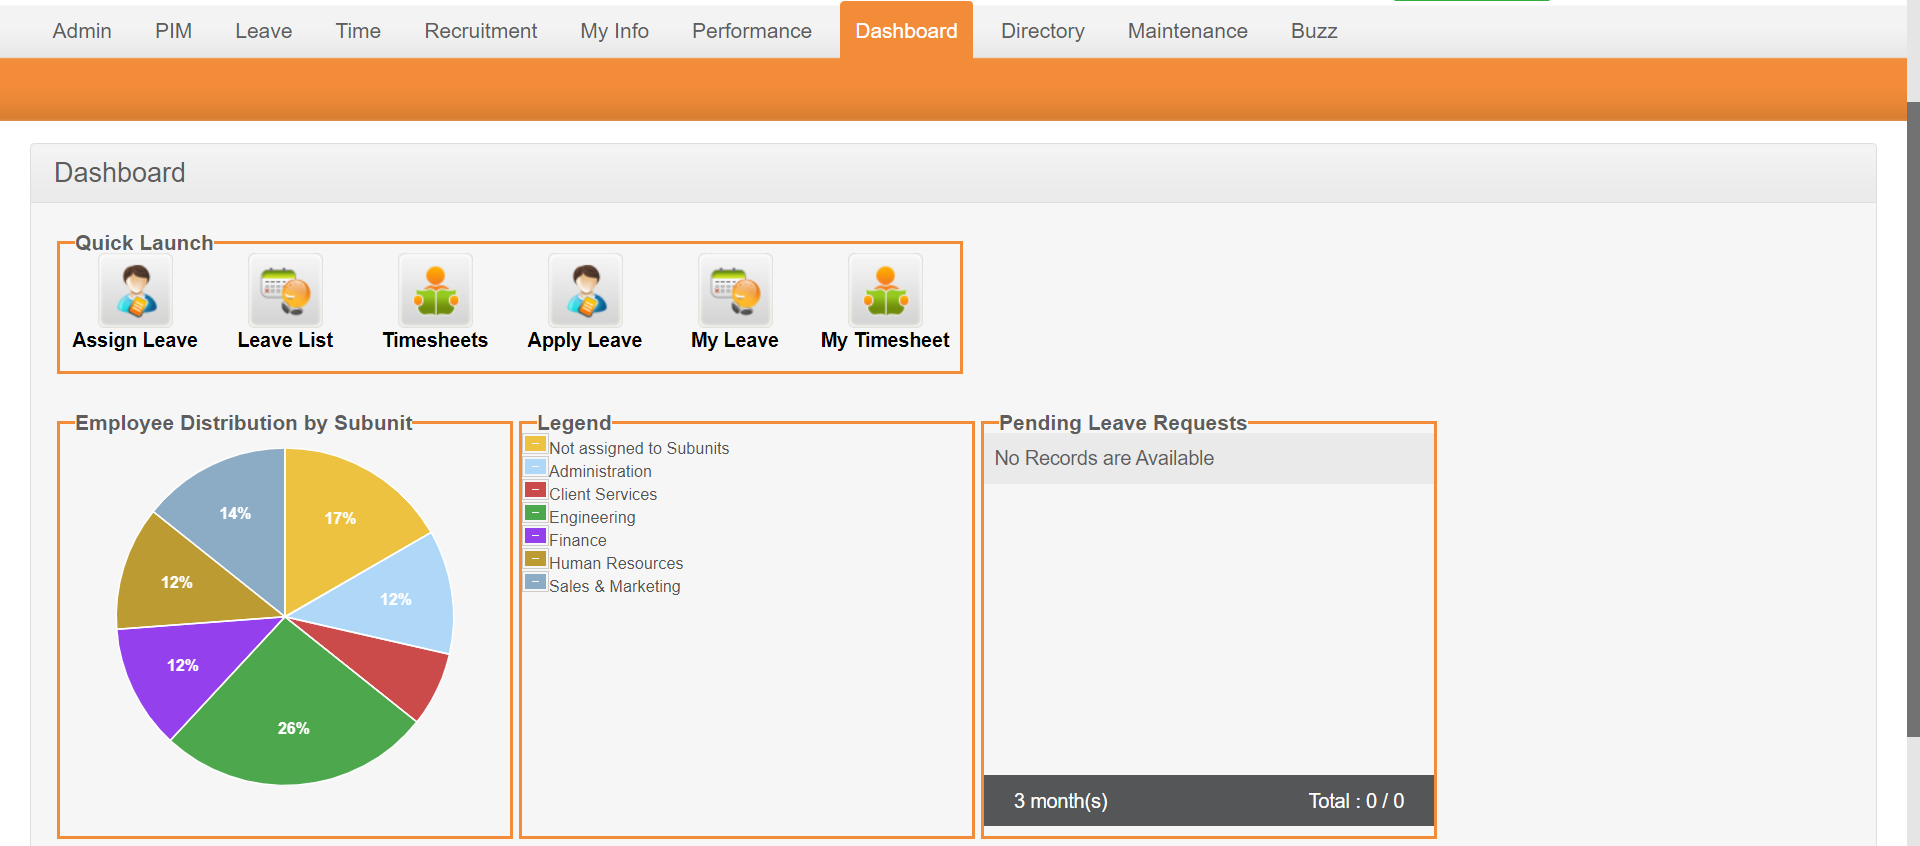 Admin PIM Leave Time Recruitment My Info Performance Dashboard Directory Maintenance Buzz
Dashboard
Quick Launch
Assign Leave Leave List Timesheets Apply Leave My Leave My Timesheet
Employee Distribution by Subunit
14% 17%
12% 12%
12%
26%
Legend
Not assigned to Subunits
Administration
Client Services
Engineering
Finance
Human Resources
Sales & Marketing
Pending Leave Requests
No Records are Available
3 month(s) Total : 0 / 0